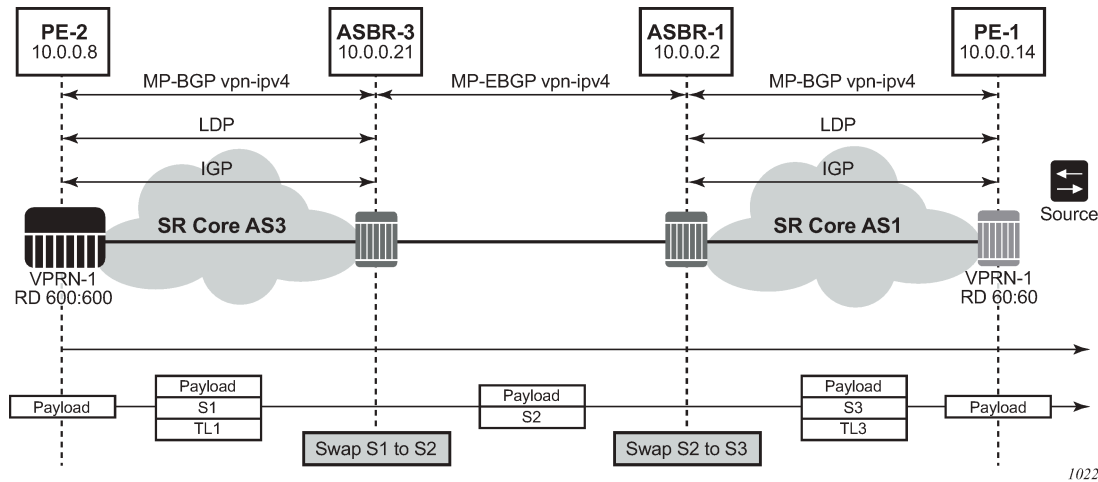 PE-2
10.0.0.8
ASBR-3
10.0.0.21
ASBR-1
10.0.0.2
PE-1
10.0.0.14
MP-BGP vpn-ipv4
MP-EBGP vpn-ipv4
MP-BGP vpn-ipv4
LDP
LDP
IGP
IGP
Source
SR Core AS3
SR Core AS1
VPRN-1
RD 600:600
VPRN-1
RD 60:60
Payload
Payload
S1
TL1
Payload
S2
Payload
S3
TL3
Payload
Swap S1 to S2
Swap S2 to S3
1022